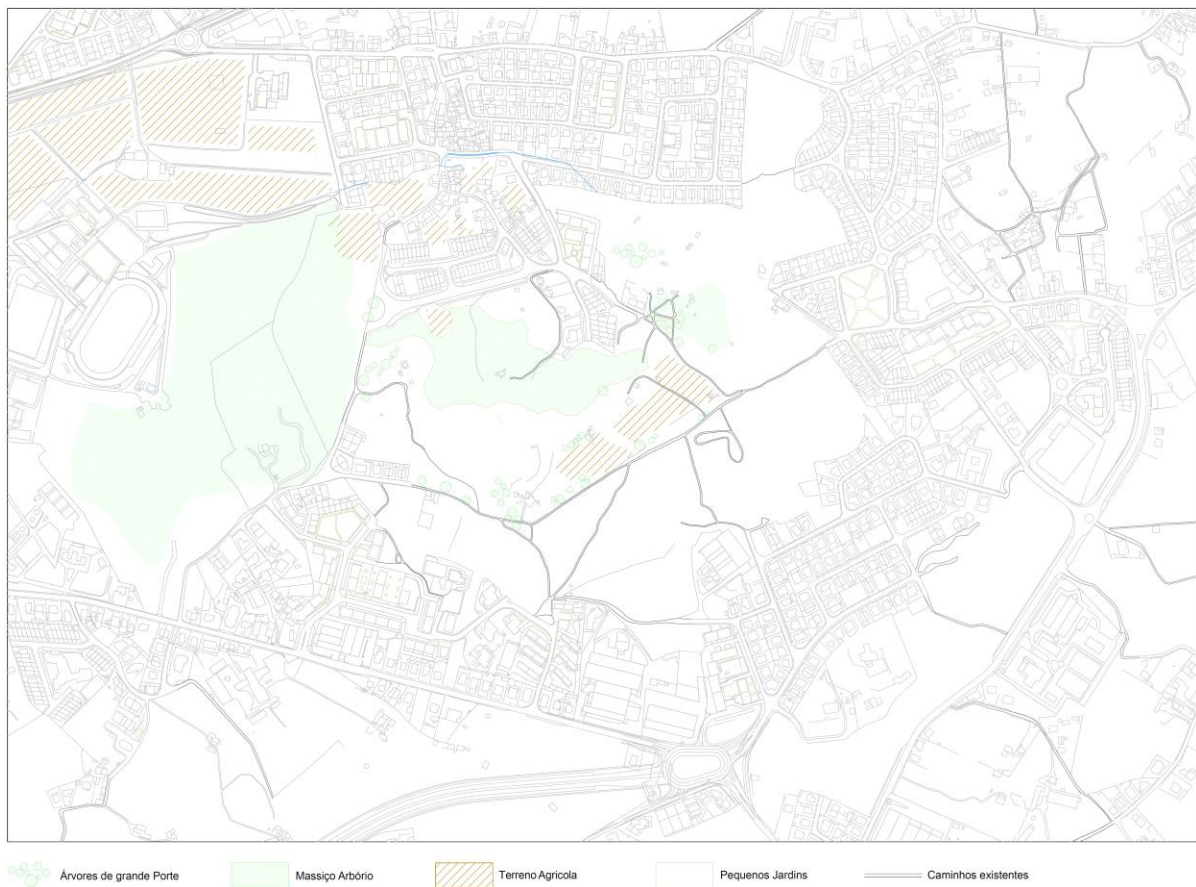 Árvores de grande Porte
Massiço Arbório
Terreno Agricola
Pequenos Jardins
Caminhos existentes